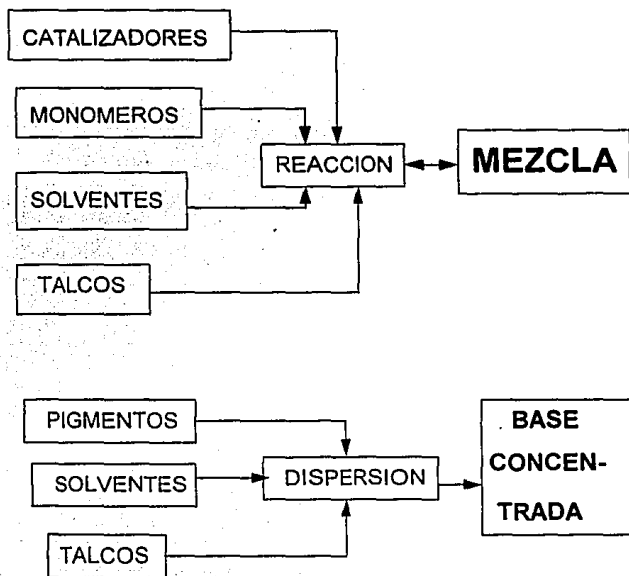 CATALIZADORES
MONOMEROS
REACCION
MEZCLA
SOLVENTES
TALCOS
PIGMENTOS
SOLVENTES
TALCOS
DISPERSION
BASE
CONCEN-
TRADA